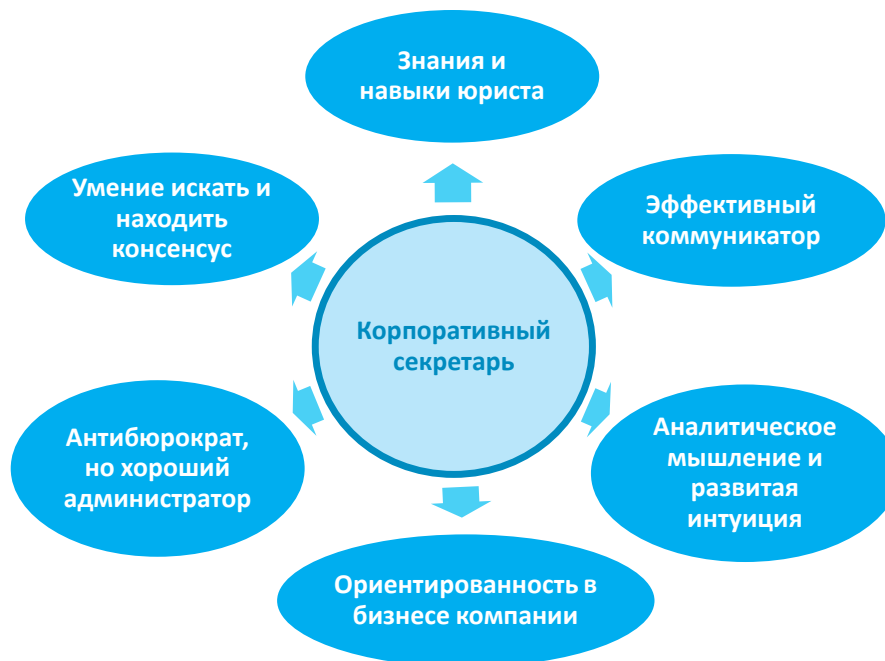 Знания и
навыки юриста
Умение искать и
находить
консенсус
Эффективный
коммуникатор
Корпоративный
секретарь
Антибюрократ,
но хороший
администратор
Аналитическое
мышление и
развитая
интуиция
Ориентированность в
бизнесе компании